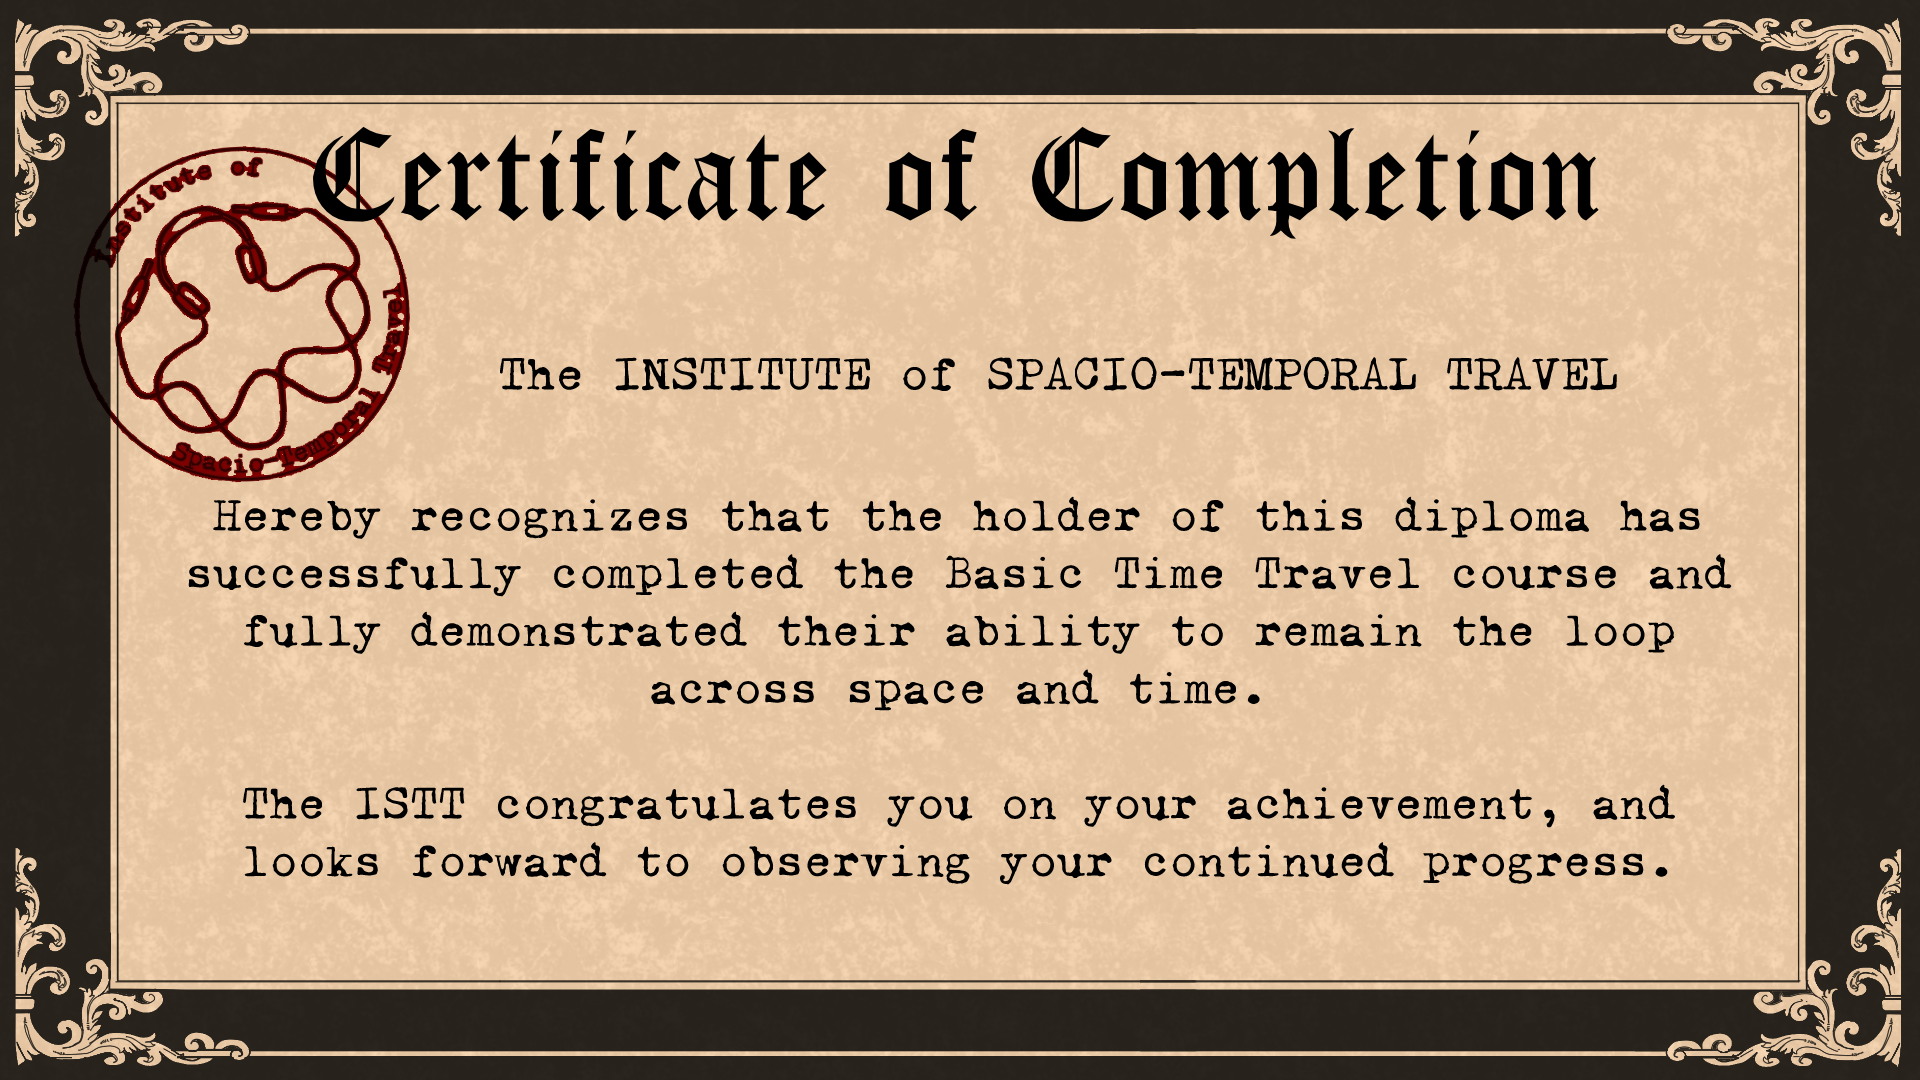 Certificate of Completion
Institute of
Spacio-Temporal Travel
The INSTITUTE of SPACIO-TEMPORAL TRAVEL
Hereby recognizes that the holder of this diploma has
successfully completed the Basic Time Travel course and
fully demonstrated their ability to remain the loop
across space and time.
The ISTT congratulates you on your achievement, and
looks forward to observing your continued progress.